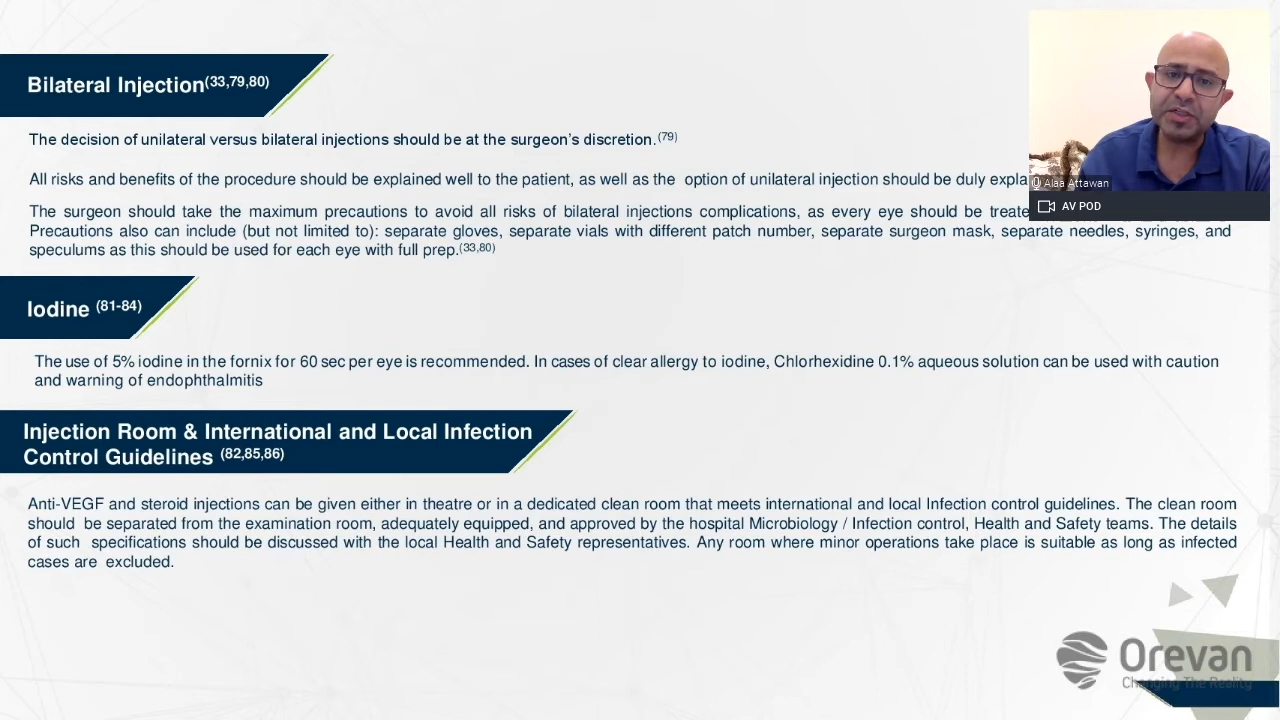 Bilateral Injection(33,79,80)
The decision of unilateral versus bilateral injections should be at the surgeon's discretion.(79)
All risks and benefits of the procedure should be explained well to the patient, as well as the option of unilateral injection should be duly
The surgeon should take the maximum precautions to avoid all risks of bilateral injections complications, as every eye should be
Precautions also can include (but not limited to): separate gloves, separate vials with different patch number, separate surgeon mask, separate needles, syringes, and
speculums as this should be used for each eye with full prep.(33,80)
Alaa Attawan
AV POD
Iodine (81-84)
The use of 5% iodine in the fornix for 60 sec per eye is recommended. In cases of clear allergy to iodine, Chlorhexidine 0.1% aqueous solution can be used with caution
and warning of endophthalmitis
Injection Room & International and Local Infection
Control Guidelines (82,85,86)
Anti-VEGF and steroid injections can be given either in theatre or in a dedicated clean room that meets international and local Infection control guidelines. The clean room
should be separated from the examination room, adequately equipped, and approved by the hospital Microbiology / Infection control, Health and Safety teams. The details
of such specifications should be discussed with the local Health and Safety representatives. Any room where minor operations take place is suitable as long as infected
cases are excluded.
Orevan
Changing The Reality